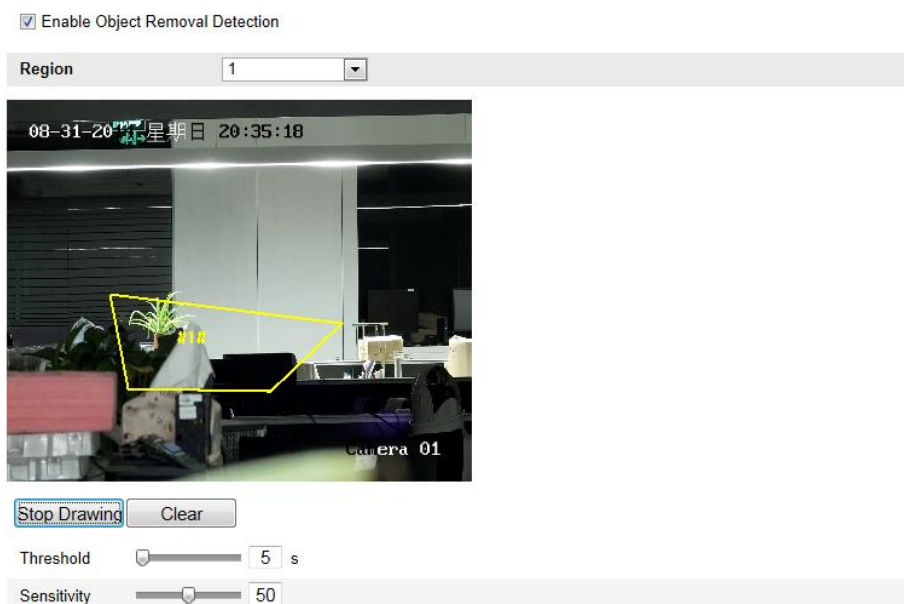 Enable Object Removal Detection
Region 1
08-31-20 星期日 20:35:18
#1#
Camera 01
Stop Drawing Clear
Threshold 5 s
Sensitivity 50